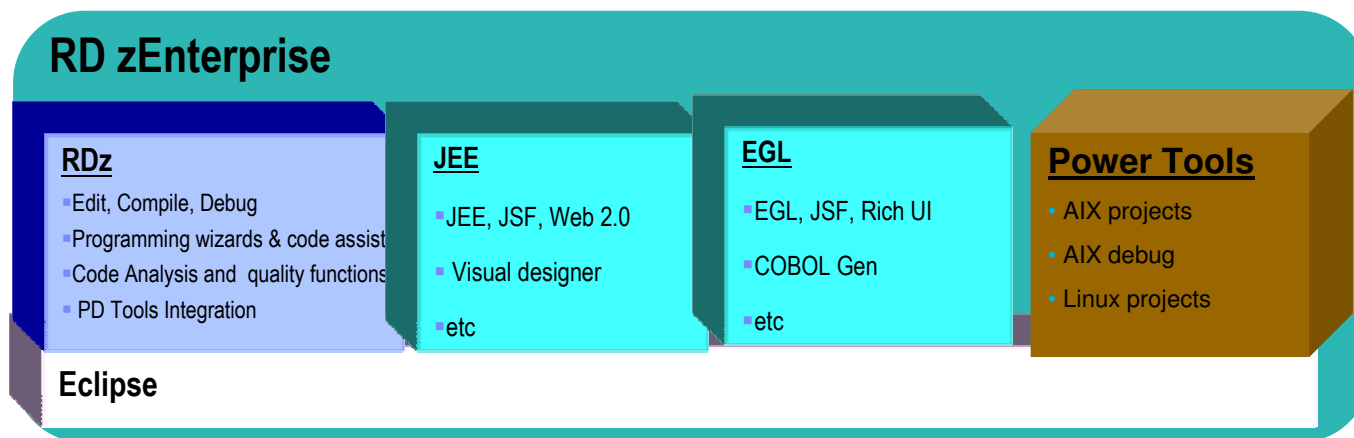 RD zEnterprise
RDz
▪Edit, Compile, Debug
▪Programming wizards & code assist
▪Code Analysis and quality functions
▪ PD Tools Integration
JEE
▪JEE, JSF, Web 2.0
▪ Visual designer
▪etc
EGL
▪EGL, JSF, Rich UI
▪COBOL Gen
▪etc
Power Tools
• AIX projects
• AIX debug
• Linux projects
Eclipse